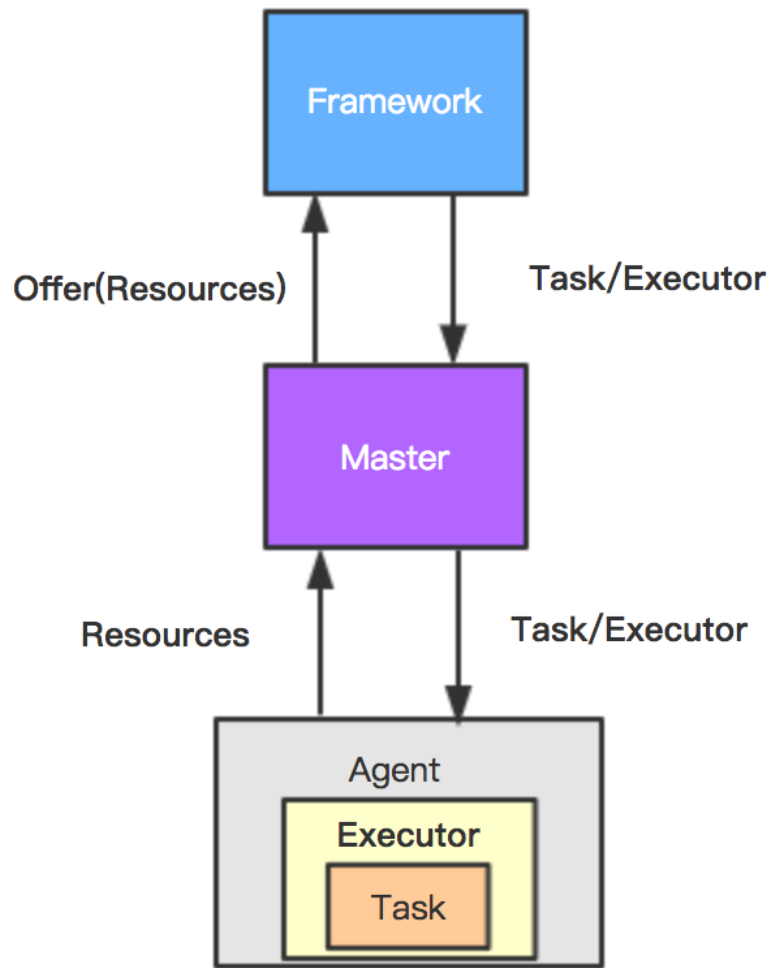 Framework
Offer(Resources)
Task/Executor
Master
Resources
Task/Executor
Agent
Executor
Task